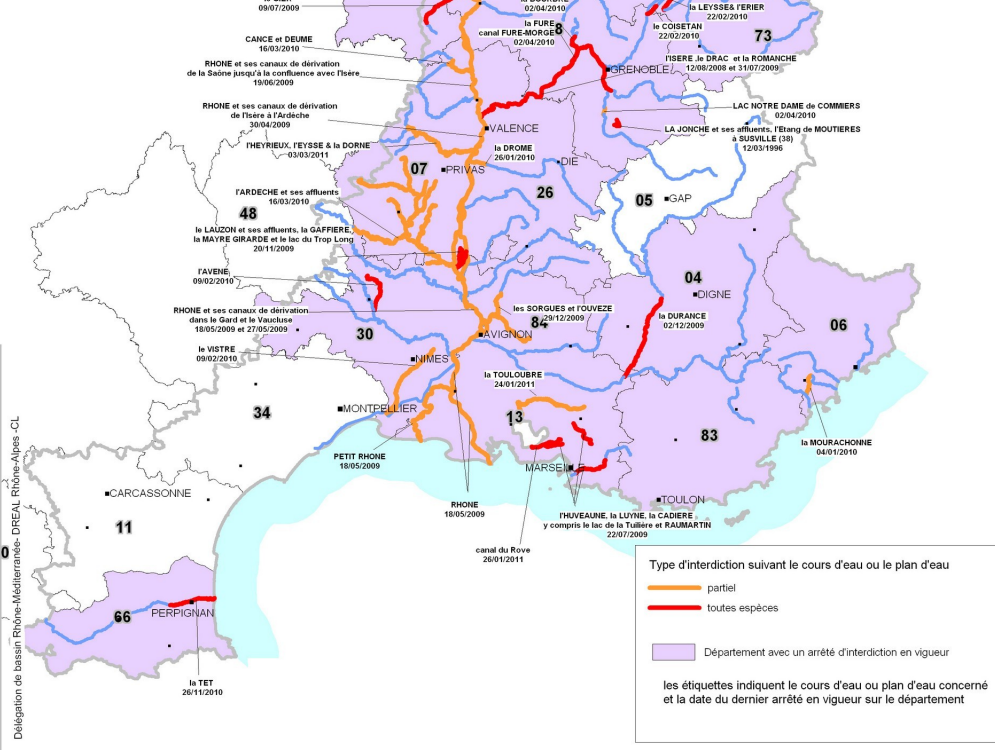 09/07/2009
02/04/2010
la LEYSSE& l'ERIER
22/02/2010
la FURE
canal FURE-MORGE
02/04/2010
8
le COISETAN
22/02/2010
73
CANCE et DEUME
16/03/2010
RHONE et ses canaux de dérivation
de la Saône jusqu'à la confluence avec l'Isère
19/06/2009
l'ISERE ,le DRAC et la ROMANCHE
12/08/2008 et 31/07/2009
GRENOBLE
RHONE et ses canaux de dérivation
de l'Isère à l'Ardèche
30/04/2009
LAC NOTRE DAME de COMMIERS
02/04/2010
VALENCE
LA JONCHE et ses affluents, l'Etang de MOUTIERES
à SUSVILLE (38)
12/03/1996
l'HEYRIEUX, l'EYSSE & la DORNE
03/03/2011
la DROME
26/01/2010
DIE
07
PRIVAS
26
05
GAP
l'ARDECHE et ses affluents
16/03/2010
48
le LAUZON et ses affluents, la GAFFIERE,
la MAYRE GIRARDE et le lac du Trop Long
20/11/2009
l'AVENE
09/02/2010
04
DIGNE
RHONE et ses canaux de dérivation
dans le Gard et le Vaucluse
18/05/2009 et 27/05/2009
les SORGUES et l'OUVEZE
29/12/2009
84
la DURANCE
02/12/2009
06
30
AVIGNON
le VISTRE
09/02/2010
NIMES
la TOULOUBRE
24/01/2011
34
MONTPELLIER
13
83
la MOURACHONNE
04/01/2010
PETIT RHONE
18/05/2009
MARSEILLE
CARCASSONNE
TOULON
RHONE
18/05/2009
l'HUVEAUNE, la LUYNE, la CADIERE
y compris le lac de la Tuilière et RAUMARTIN
22/07/2009
11
canal du Rove
26/01/2011
0
66
PERPIGNAN
la TET
26/11/2010
Délégation de bassin Rhône-Méditerranée- DREAL Rhône-Alpes -CL
Type d'interdiction suivant le cours d'eau ou le plan d'eau
partiel
toutes espèces
Département avec un arrêté d'interdiction en vigueur
les étiquettes indiquent le cours d'eau ou plan d'eau concerné
et la date du dernier arrêté en vigueur sur le département